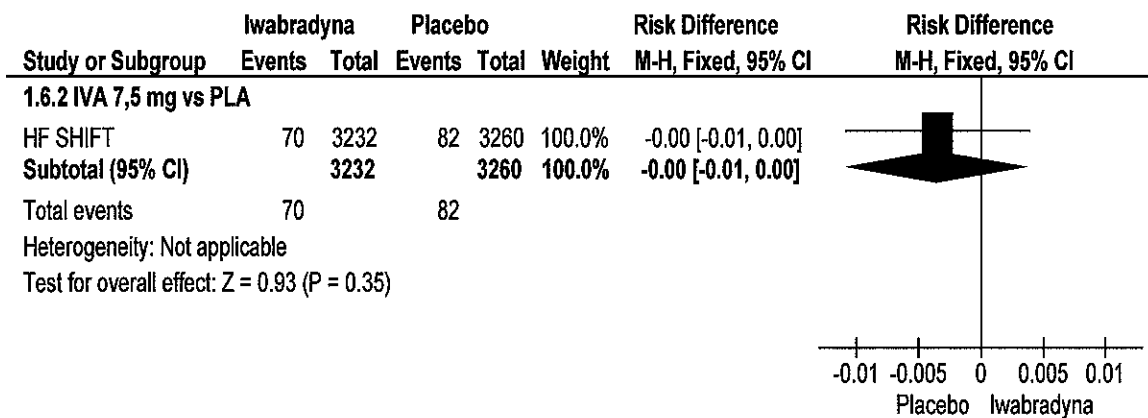 Iwabradyna Placebo Risk Difference Risk Difference
Study or Subgroup Events Total Events Total Weight M-H, Fixed, 95% CI M-H, Fixed, 95% CI
1.6.2 IVA 7,5 mg vs PLA
HF SHIFT 70 3232 82 3260 100.0% -0.00 [-0.01, 0.00]
Subtotal (95% CI) 3232 3260 100.0% -0.00 [-0.01, 0.00]
Total events 70 82
Heterogeneity: Not applicable
Test for overall effect: Z = 0.93 (P = 0.35)
-0.01 -0.005 0 0.005 0.01
Placebo Iwabradyna